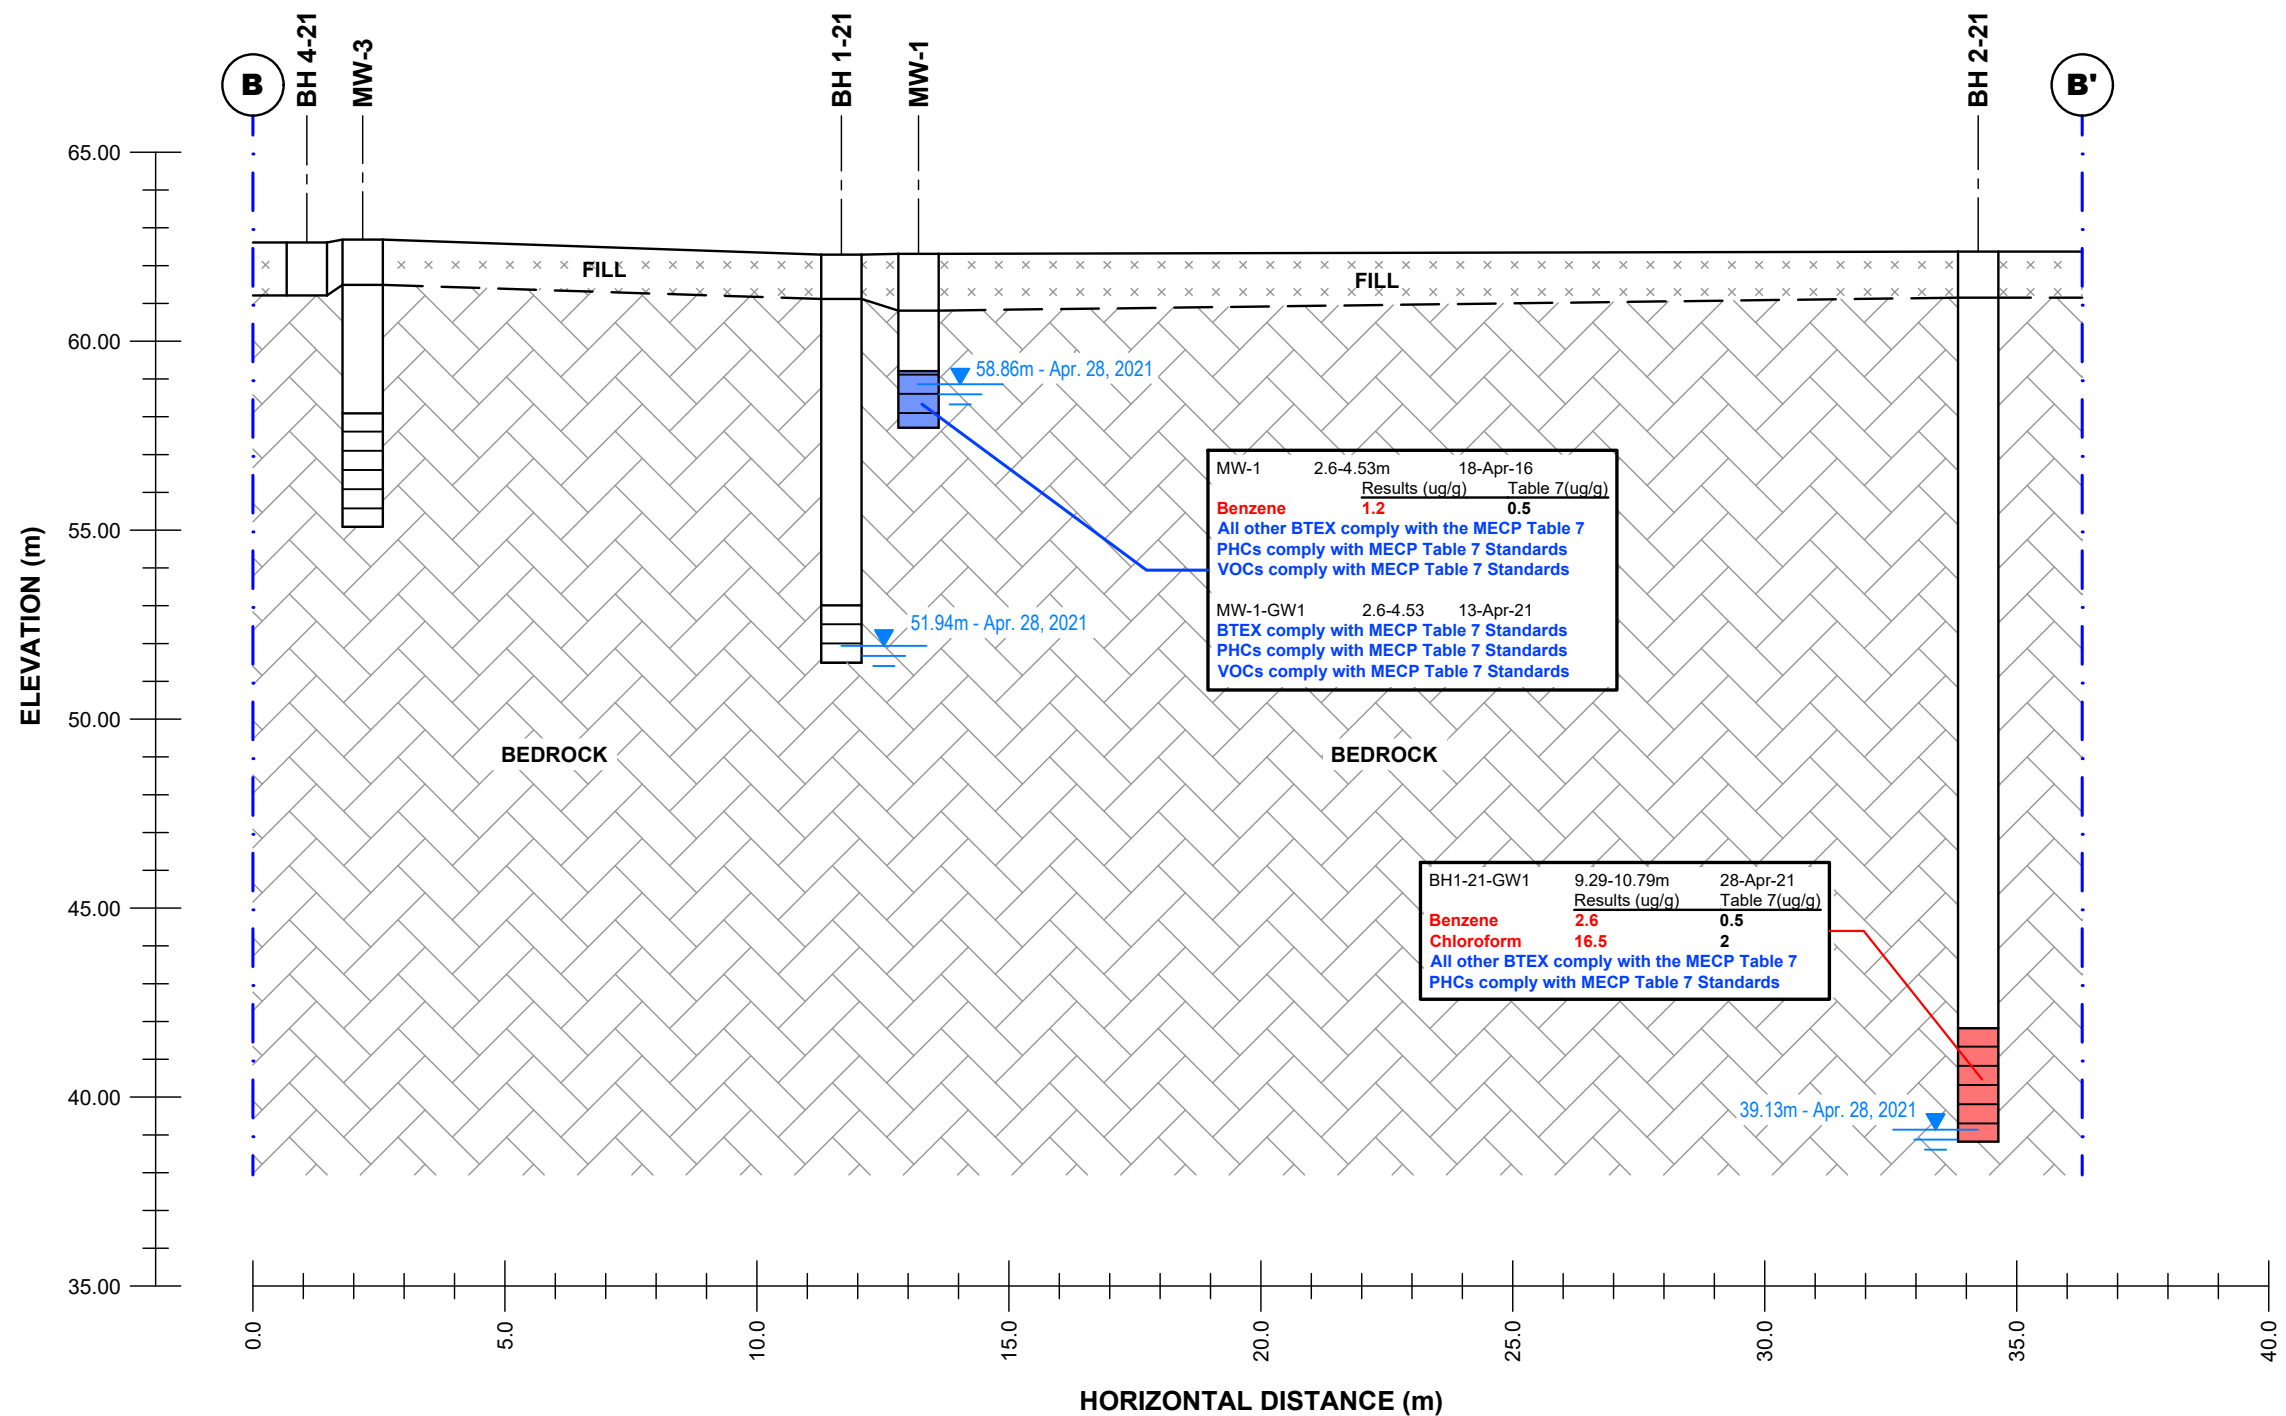 B
BH 4-21
MW-3
BH 1-21
MW-1
BH 2-21
B'
65.00
60.00
55.00
50.00
45.00
40.00
35.00
ELEVATION (m)
FILL
FILL
58.86m - Apr. 28, 2021
51.94m - Apr. 28, 2021
MW-1 2.6-4.53m 18-Apr-16
Results (ug/g) Table 7(ug/g)
Benzene 1.2 0.5
All other BTEX comply with the MECP Table 7
PHCs comply with MECP Table 7 Standards
VOCs comply with MECP Table 7 Standards
MW-1-GW1 2.6-4.53 13-Apr-21
BTEX comply with MECP Table 7 Standards
PHCs comply with MECP Table 7 Standards
VOCs comply with MECP Table 7 Standards
BEDROCK
BEDROCK
BH1-21-GW1 9.29-10.79m 28-Apr-21
Results (ug/g) Table 7(ug/g)
Benzene 2.6 0.5
Chloroform 16.5 2
All other BTEX comply with the MECP Table 7
PHCs comply with MECP Table 7 Standards
39.13m - Apr. 28, 2021
0.0
5.0
10.0
15.0
20.0
25.0
30.0
35.0
40.0
HORIZONTAL DISTANCE (m)